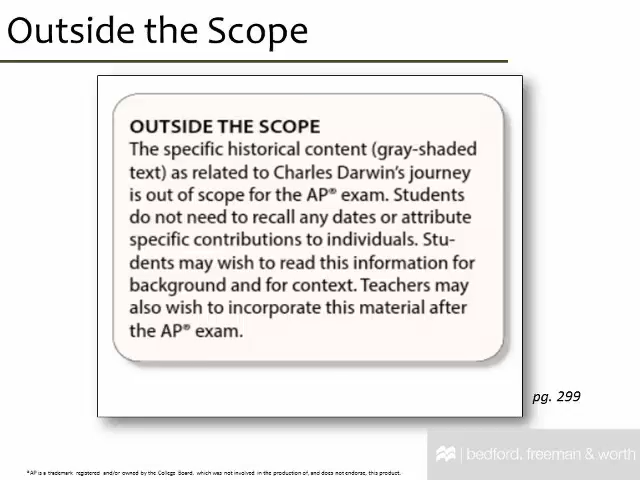 Outside the Scope
OUTSIDE THE SCOPE
The specific historical content (gray-shaded
text) as related to Charles Darwin's journey
is out of scope for the AP® exam. Students
do not need to recall any dates or attribute
specific contributions to individuals. Stu-
dents may wish to read this information for
background and for context. Teachers may
also wish to incorporate this material after
the AP® exam.
pg. 299
bedford, freeman & worth
*AP is a trademark registered and/or owned by the College Board, which was not involved in the production of, and does not endorse, this product.